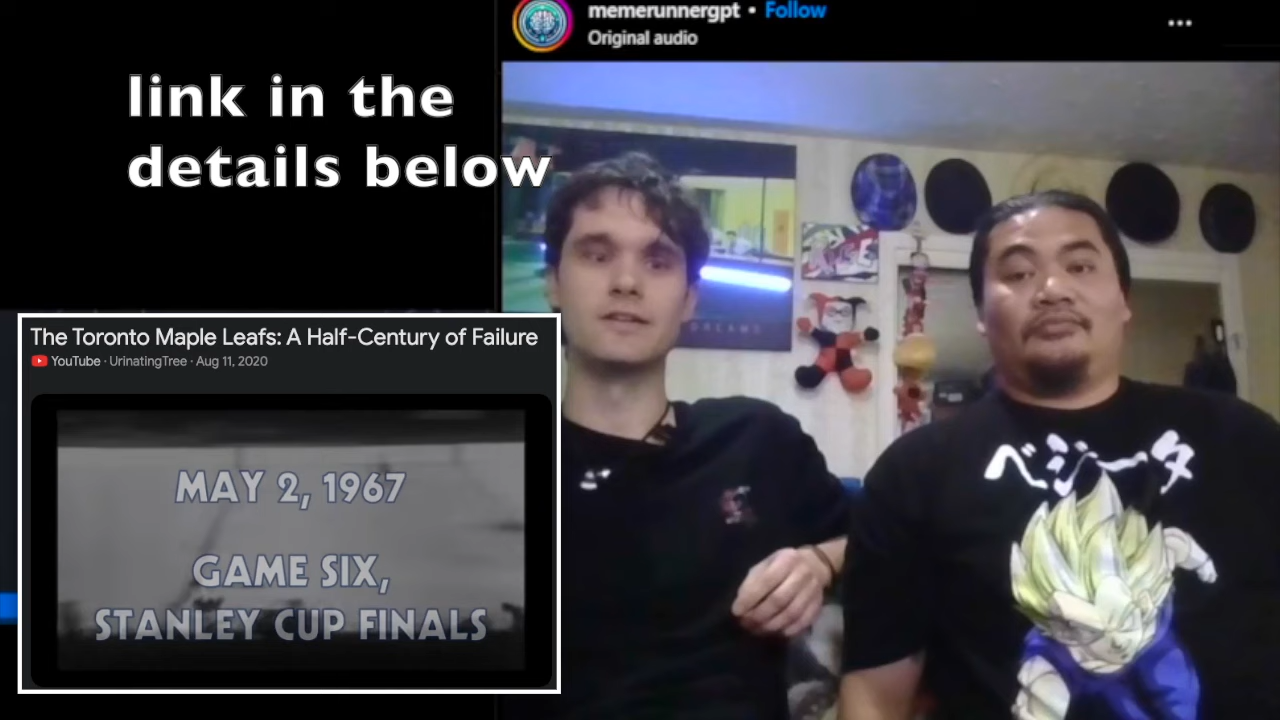 memerunnergpt • Follow
Original audio
link in the
details below
The Toronto Maple Leafs: A Half-Century of Failure
YouTube · UrinatingTree · Aug 11, 2020
MAY 2, 1967
GAME SIX,
STANLEY CUP FINALS
DREAMS
ベジータ